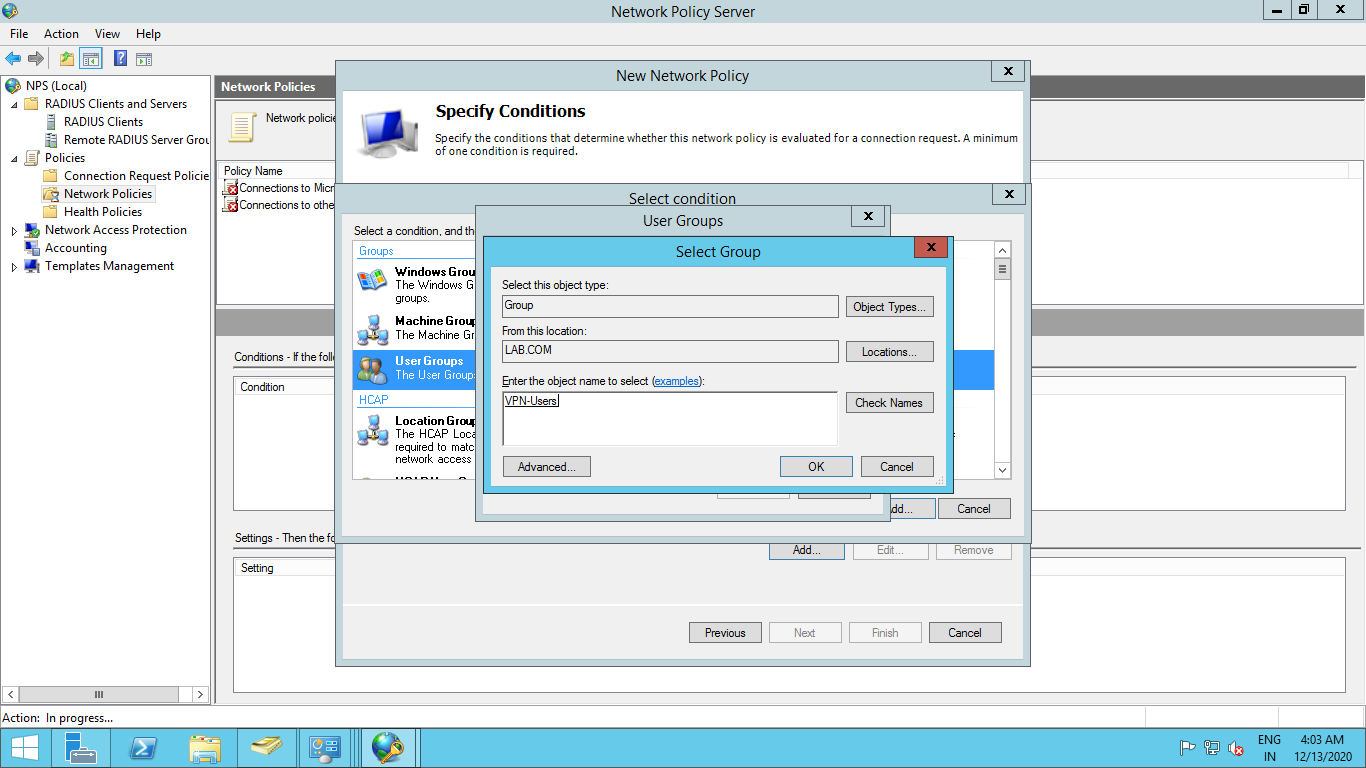 Network Policy Server
File Action View Help
NPS (Local)
RADIUS Clients and Servers
RADIUS Clients
Remote RADIUS Server Grou
Policies
Connection Request Policie
Network Policies
Health Policies
Network Access Protection
Accounting
Templates Management
Network Policies
Network policie
Policy Name
Connections to Micr
Connections to othe
Conditions - If the follo
Condition
Settings - Then the fo
Setting
New Network Policy
Specify Conditions
Specify the conditions that determine whether this network policy is evaluated for a connection request. A minimum
of one condition is required.
Select condition
Select a condition, and the
Groups
Windows Grou
The Windows G
groups.
Machine Group
The Machine Gr
User Groups
The User Groups
HCAP
Location Group
The HCAP Loca
required to matc
network access
User Groups
Select Group
Select this object type:
Group
Object Types...
From this location:
LAB.COM
Locations...
Enter the object name to select (examples):
VPN-Users
Check Names
Advanced... OK Cancel
dd... Cancel
Add... Edit... Remove
Previous Next Finish Cancel
Action: In progress...
ENG 4:03 AM
IN 12/13/2020